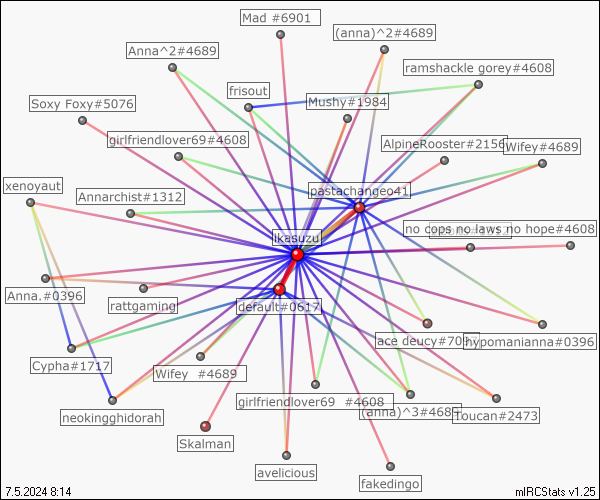 Mad #6901
(anna)^2#4689
Anna^2#4689
ramshackle gorey#4608
frisout
Mushy#1984
Soxy Foxy#5076
girlfriendlover69#4608
AlpineRooster#2156
Wifey#4689
xenoyaut
pastachangeo41
Annarchist#1312
no cops no laws no hope#4608
ikasuzu
Anna.#0396
rattgaming
default#0617
ace deucy#709
hypomanianna#0396
Cypha#1717
Wifey #4689
girlfriendlover69 #4608
(anna)^3#4689
Toucan#2473
neokingghidorah
Skalman
avelicious
fakedingo
7.5.2024 8:14
mIRCStats v1.25